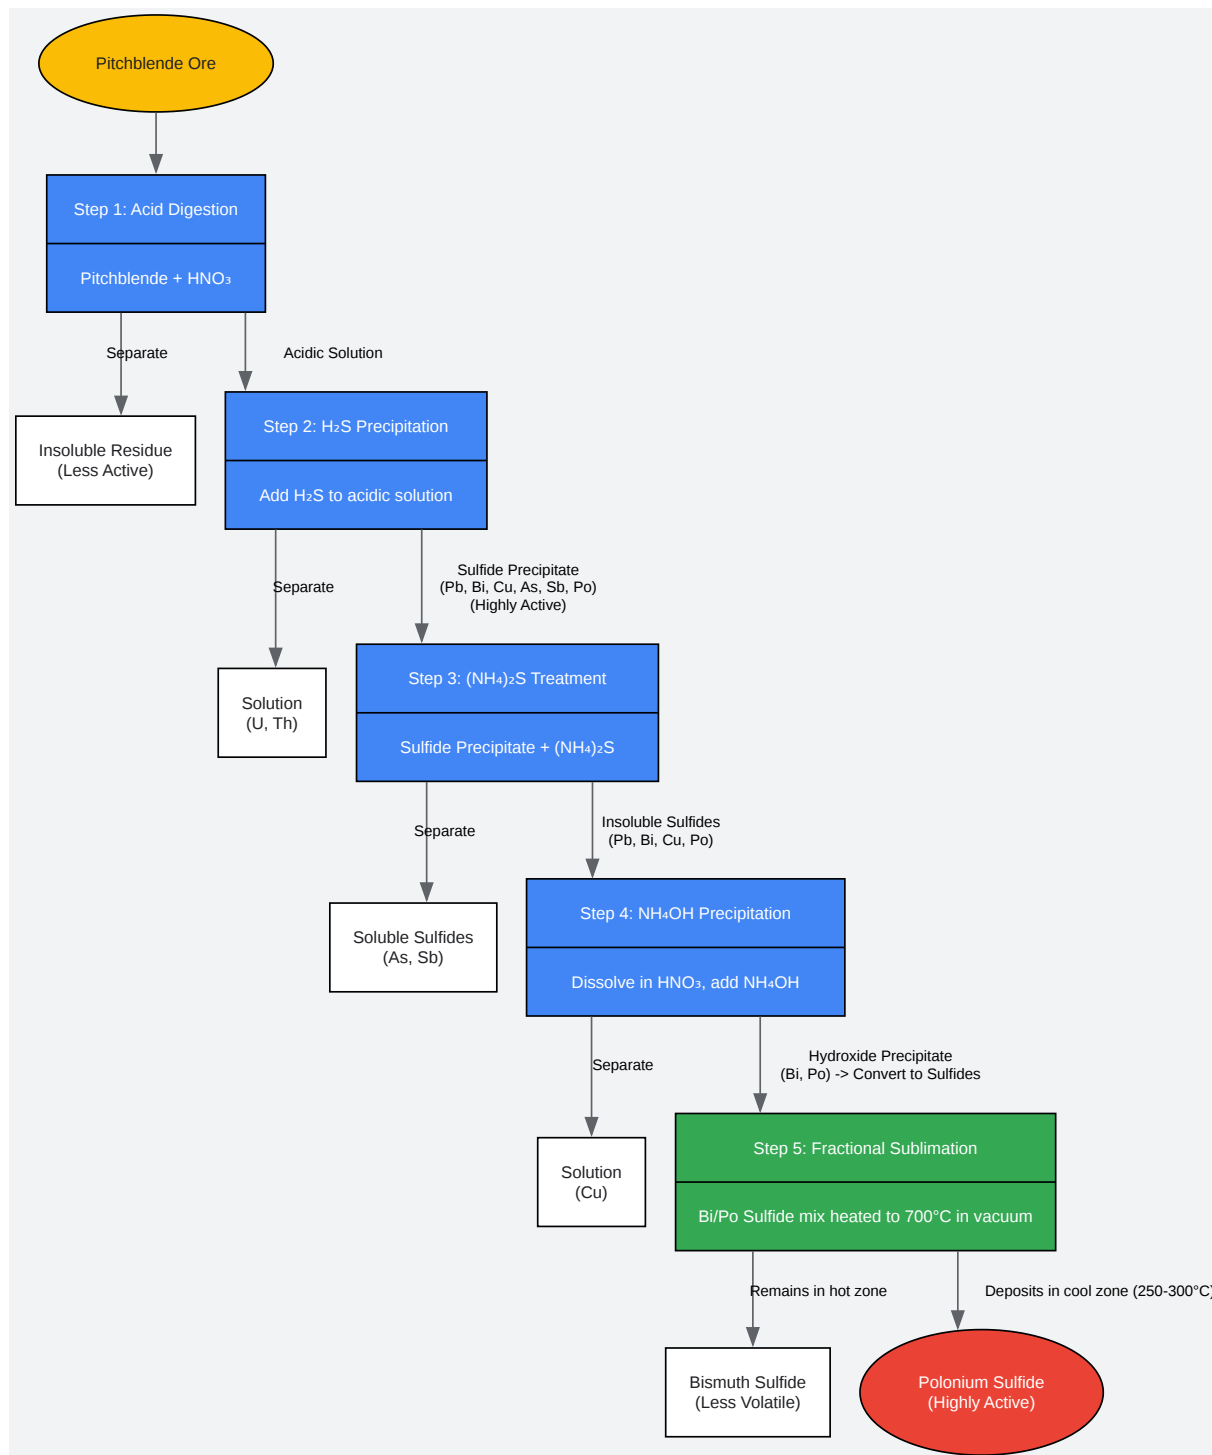 Pitchblende Ore
Step 1: Acid Digestion
Pitchblende + HNO₃
Separate
Acidic Solution
Insoluble Residue
(Less Active)
Step 2: H₂S Precipitation
Add H₂S to acidic solution
Separate
Sulfide Precipitate
(Pb, Bi, Cu, As, Sb, Po)
(Highly Active)
Solution
(U, Th)
Step 3: (NH₄)₂S Treatment
Sulfide Precipitate + (NH₄)₂S
Separate
Insoluble Sulfides
(Pb, Bi, Cu, Po)
Soluble Sulfides
(As, Sb)
Step 4: NH₄OH Precipitation
Dissolve in HNO₃, add NH₄OH
Separate
Hydroxide Precipitate
(Bi, Po) -> Convert to Sulfides
Solution
(Cu)
Step 5: Fractional Sublimation
Bi/Po Sulfide mix heated to 700°C in vacuum
Remains in hot zone
Deposits in cool zone (250-300°C)
Bismuth Sulfide
(Less Volatile)
Polonium Sulfide
(Highly Active)